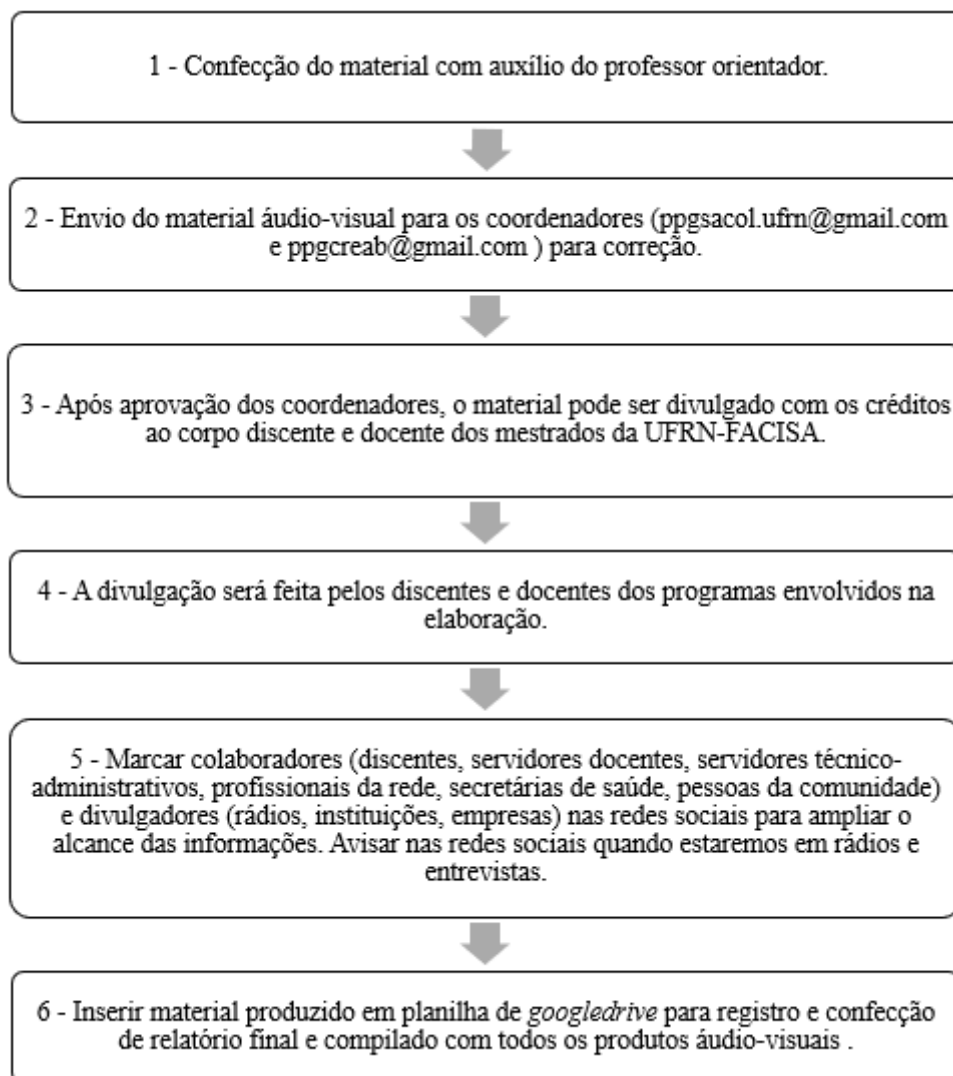 1 - Confecção do material com auxílio do professor orientador.
2 - Envio do material áudio-visual para os coordenadores (ppgsacol.ufrn@gmail.com
e ppgcreab@gmail.com ) para correção.
3 - Após aprovação dos coordenadores, o material pode ser divulgado com os créditos
ao corpo discente e docente dos mestrados da UFRN-FACISA.
4 - A divulgação será feita pelos discentes e docentes dos programas envolvidos na
elaboração.
5 - Marcar colaboradores (discentes, servidores docentes, servidores técnico-
administrativos, profissionais da rede, secretárias de saúde, pessoas da comunidade)
e divulgadores (rádios, instituições, empresas) nas redes sociais para ampliar o
alcance das informações. Avisar nas redes sociais quando estaremos em rádios e
entrevistas.
6 - Inserir material produzido em planilha de googledrive para registro e confecção
de relatório final e compilado com todos os produtos áudio-visuais .